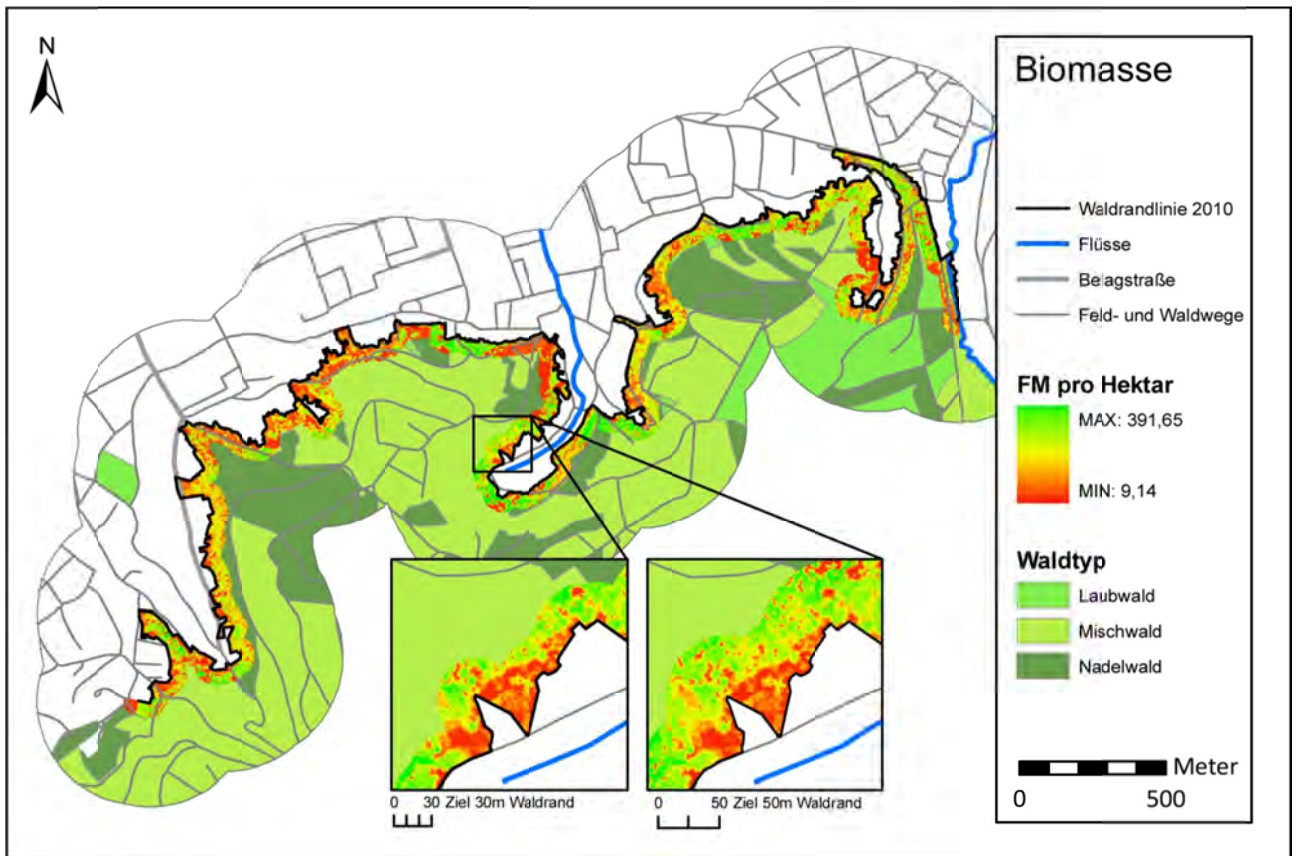 N
Biomasse
Waldrandlinie 2010
Flüsse
Belagstraße
Feld- und Waldwege
FM pro Hektar
MAX: 391,65
MIN: 9,14
Waldtyp
Laubwald
Mischwald
Nadelwald
Meter
0 500
0 30 Ziel 30m Waldrand
0 50 Ziel 50m Waldrand